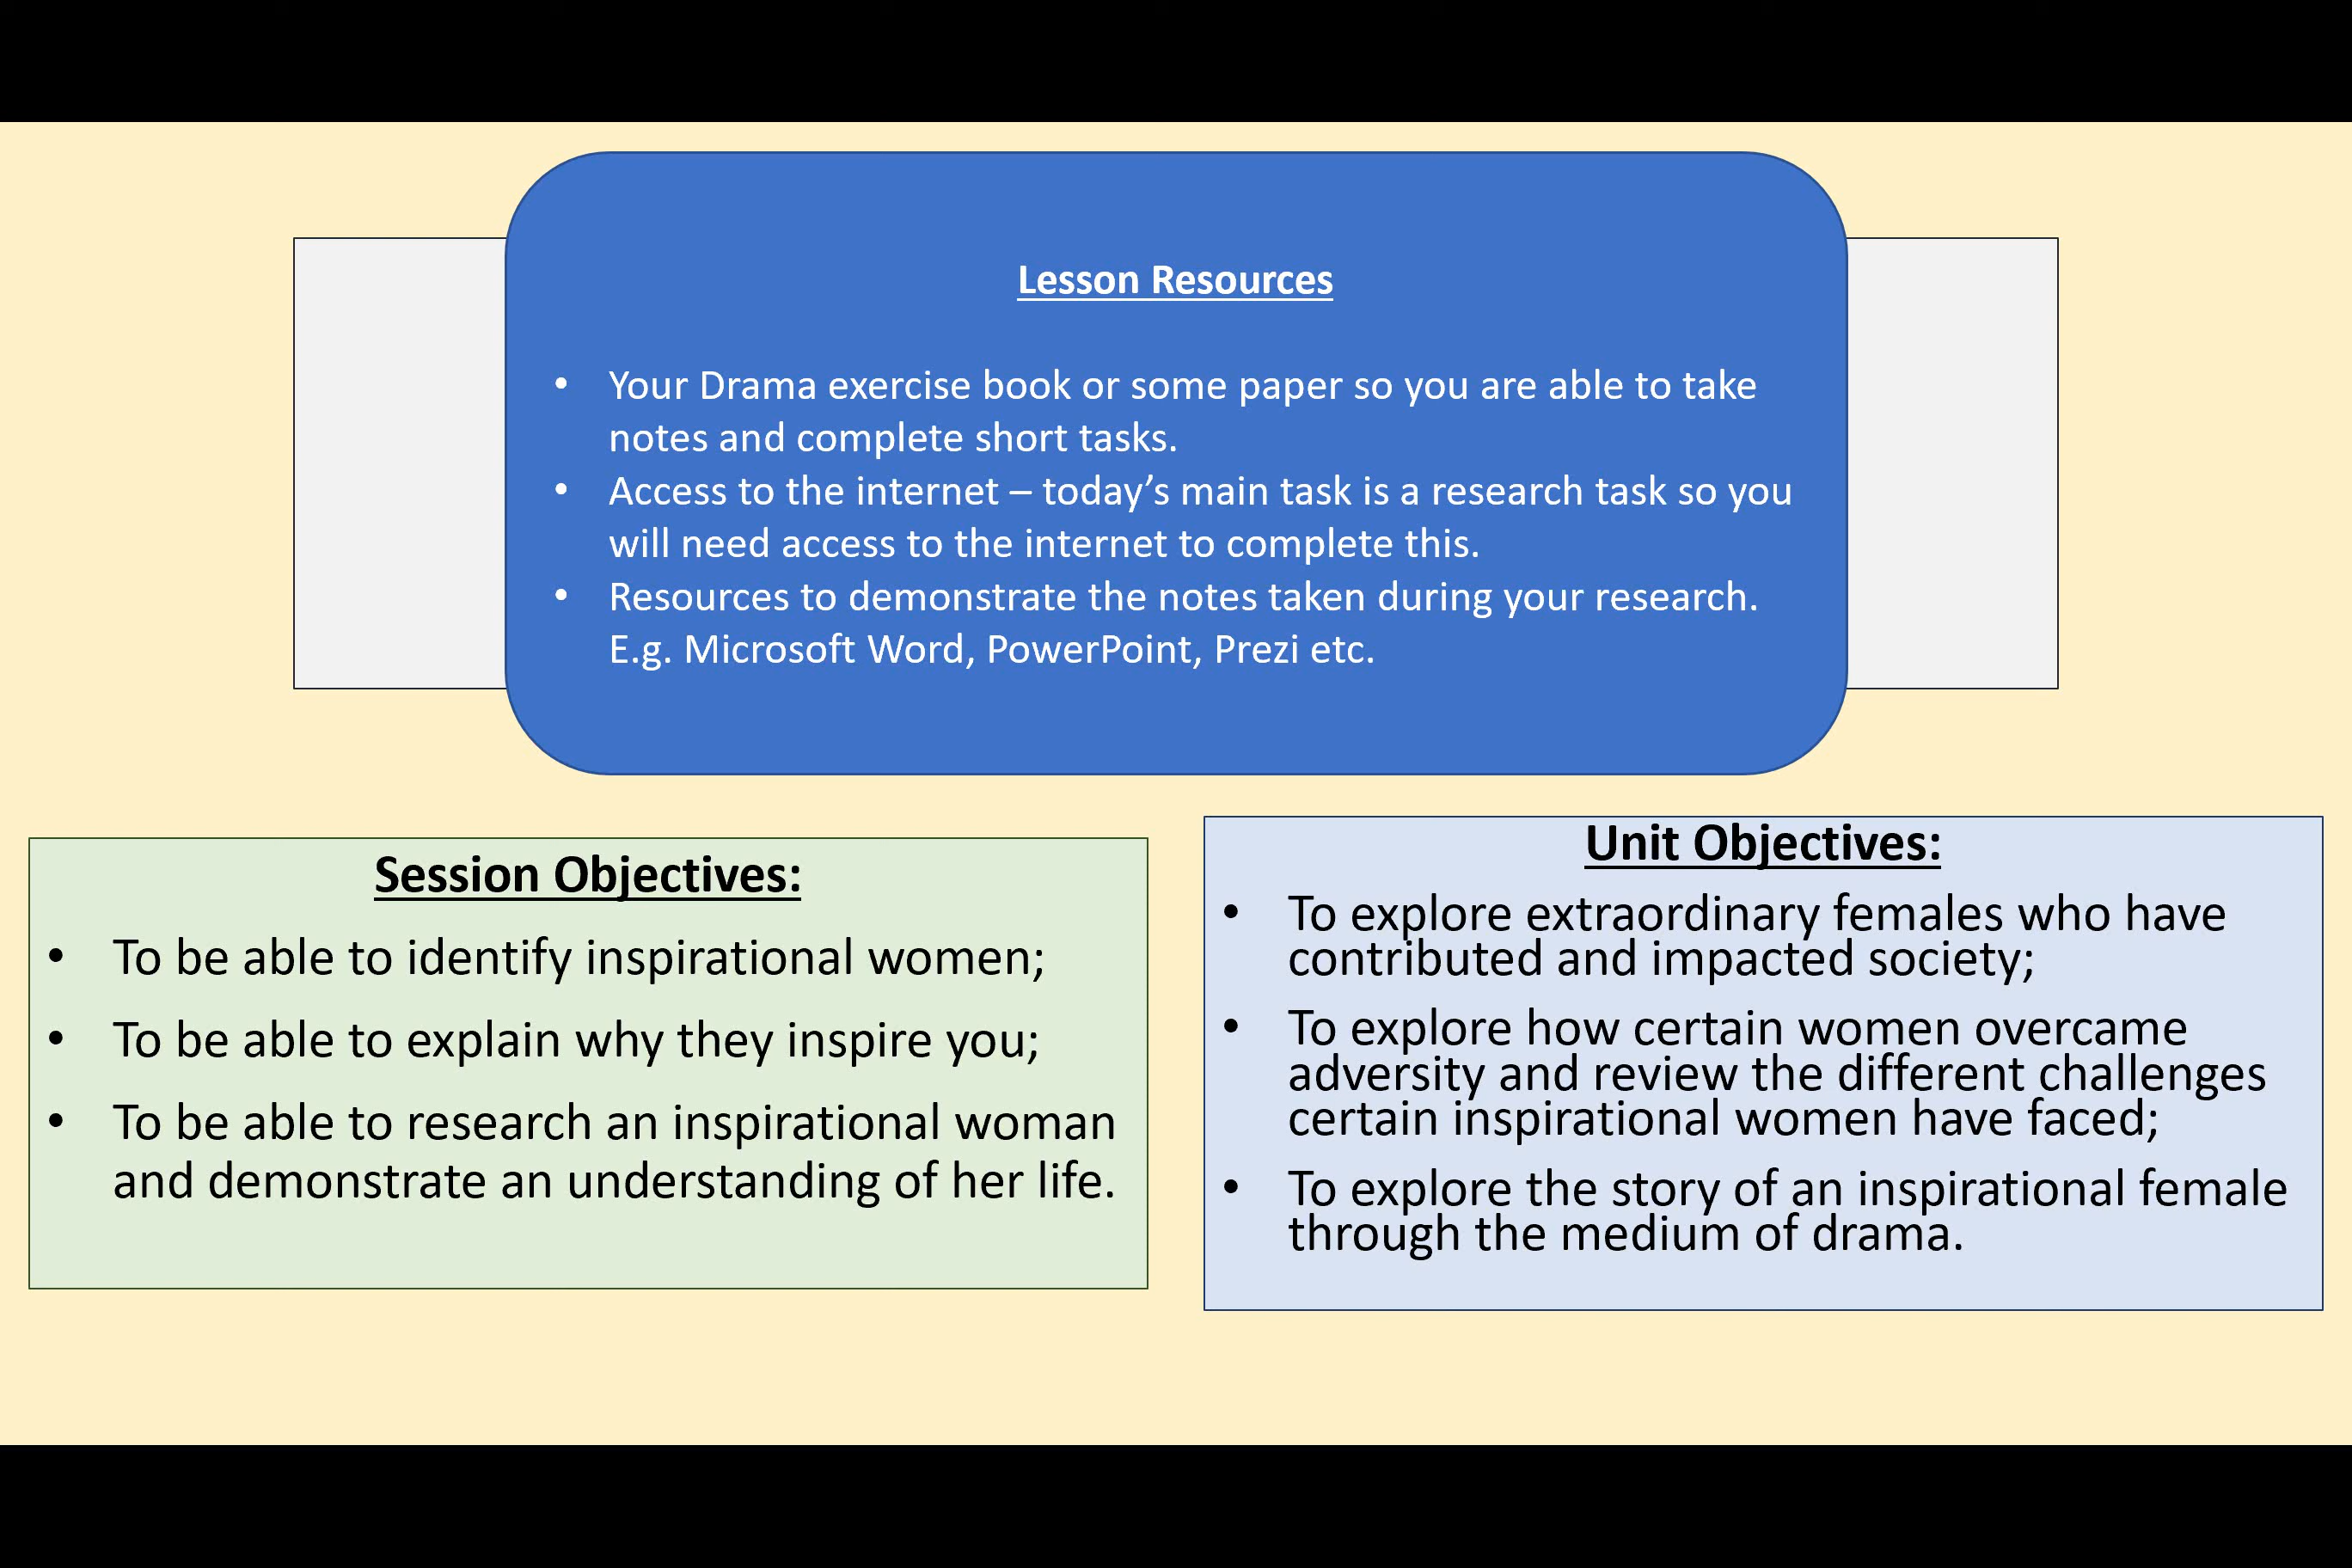 Lesson Resources
• Your Drama exercise book or some paper so you are able to take
notes and complete short tasks.
• Access to the internet – today’s main task is a research task so you
will need access to the internet to complete this.
• Resources to demonstrate the notes taken during your research.
E.g. Microsoft Word, PowerPoint, Prezi etc.
Session Objectives:
• To be able to identify inspirational women;
• To be able to explain why they inspire you;
• To be able to research an inspirational woman
and demonstrate an understanding of her life.
Unit Objectives:
• To explore extraordinary females who have
contributed and impacted society;
• To explore how certain women overcame
adversity and review the different challenges
certain inspirational women have faced;
• To explore the story of an inspirational female
through the medium of drama.